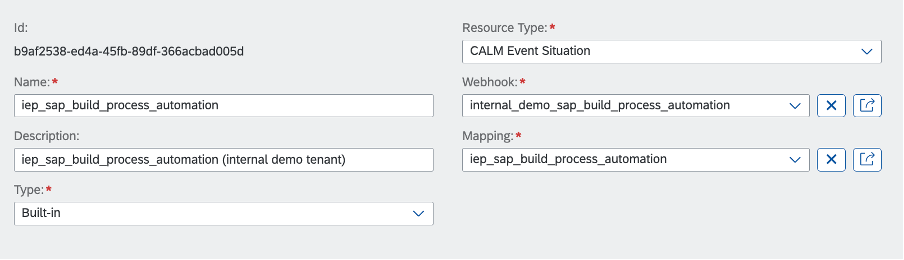 Id:
b9af2538-ed4a-45fb-89df-366acbad005d
Name:*
iep_sap_build_process_automation
Description:
iep_sap_build_process_automation (internal demo tenant)
Type:*
Built-in
Resource Type:*
CALM Event Situation
Webhook:*
internal_demo_sap_build_process_automation
Mapping:*
iep_sap_build_process_automation